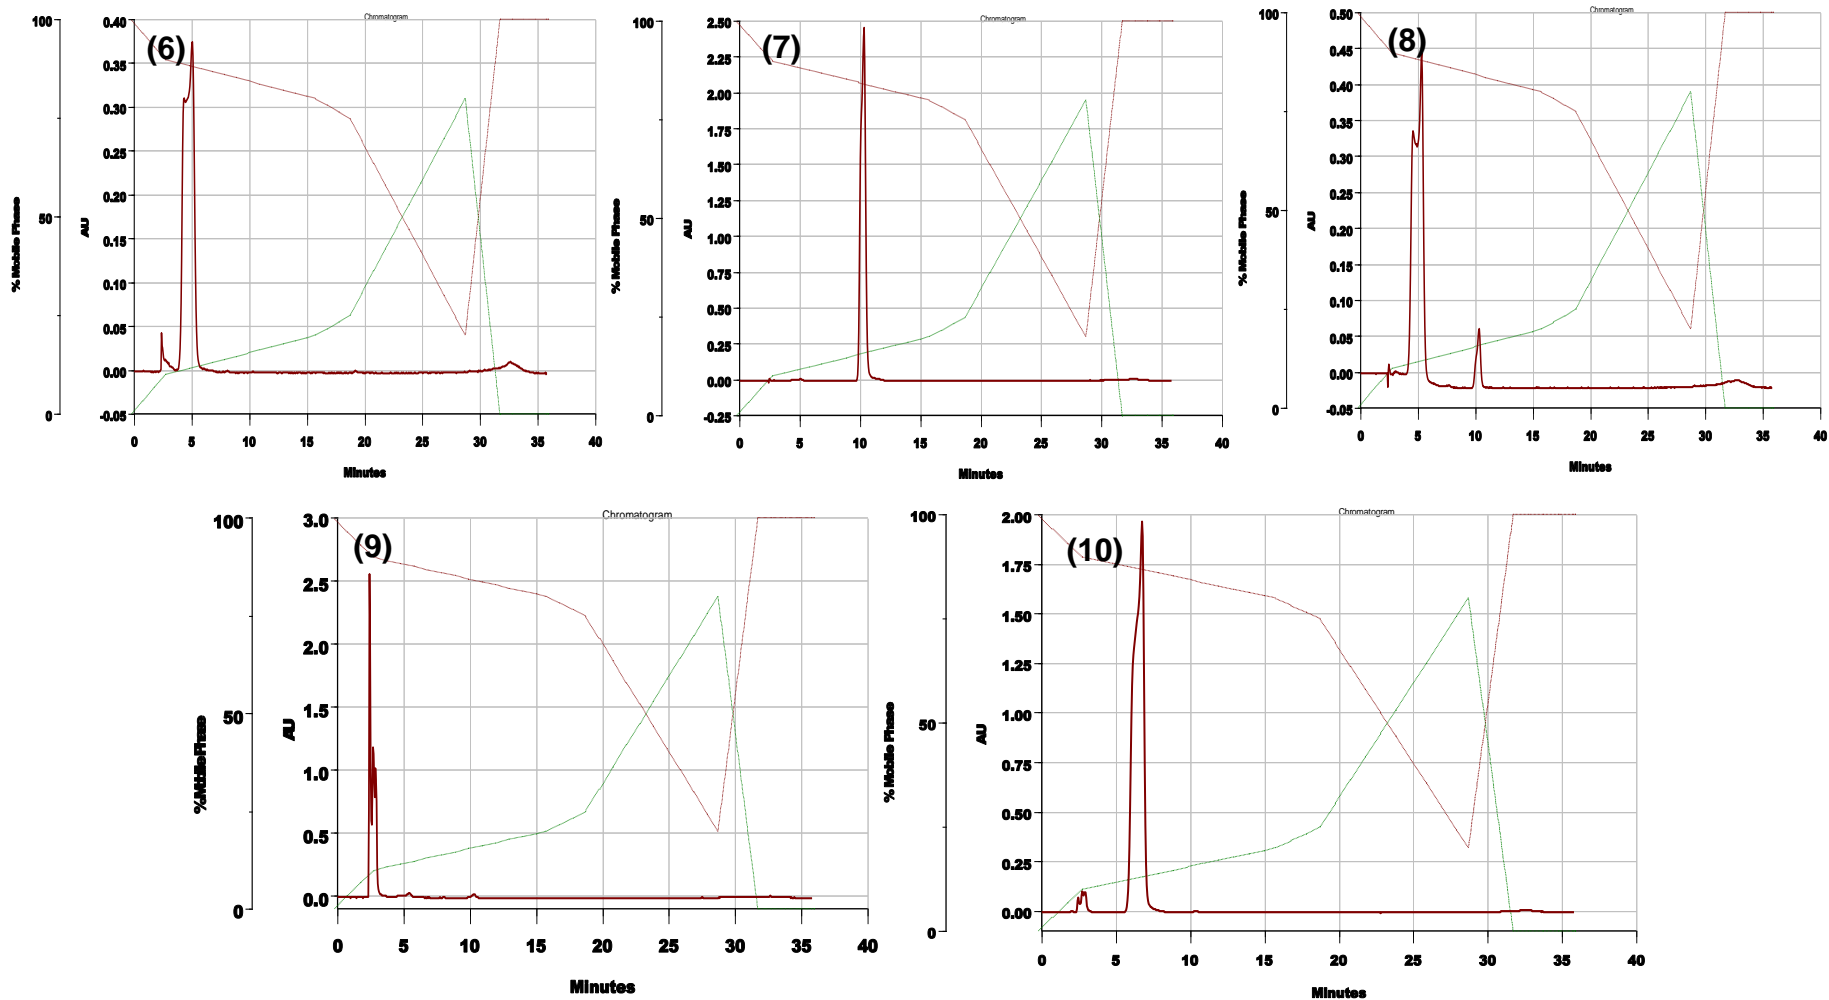 Chromatogram
(6)
100
50
0
% Mobile Phase
AU
0.40
0.35
0.30
0.25
0.20
0.15
0.10
0.05
0.00
-0.05
0 5 10 15 20 25 30 35 40
Minutes
Chromatogram
(7)
100
50
0
% Mobile Phase
AU
2.50
2.25
2.00
1.75
1.50
1.25
1.00
0.75
0.50
0.25
0.00
-0.25
0 5 10 15 20 25 30 35 40
Minutes
Chromatogram
(8)
100
50
0
% Mobile Phase
AU
0.50
0.45
0.40
0.35
0.30
0.25
0.20
0.15
0.10
0.05
0.00
-0.05
0 5 10 15 20 25 30 35 40
Minutes
Chromatogram
(9)
100
50
0
% Mobile Phase
AU
3.0
2.5
2.0
1.5
1.0
0.5
0.0
0 5 10 15 20 25 30 35 40
Minutes
Chromatogram
(10)
100
50
0
% Mobile Phase
AU
2.00
1.75
1.50
1.25
1.00
0.75
0.50
0.25
0.00
0 5 10 15 20 25 30 35 40
Minutes